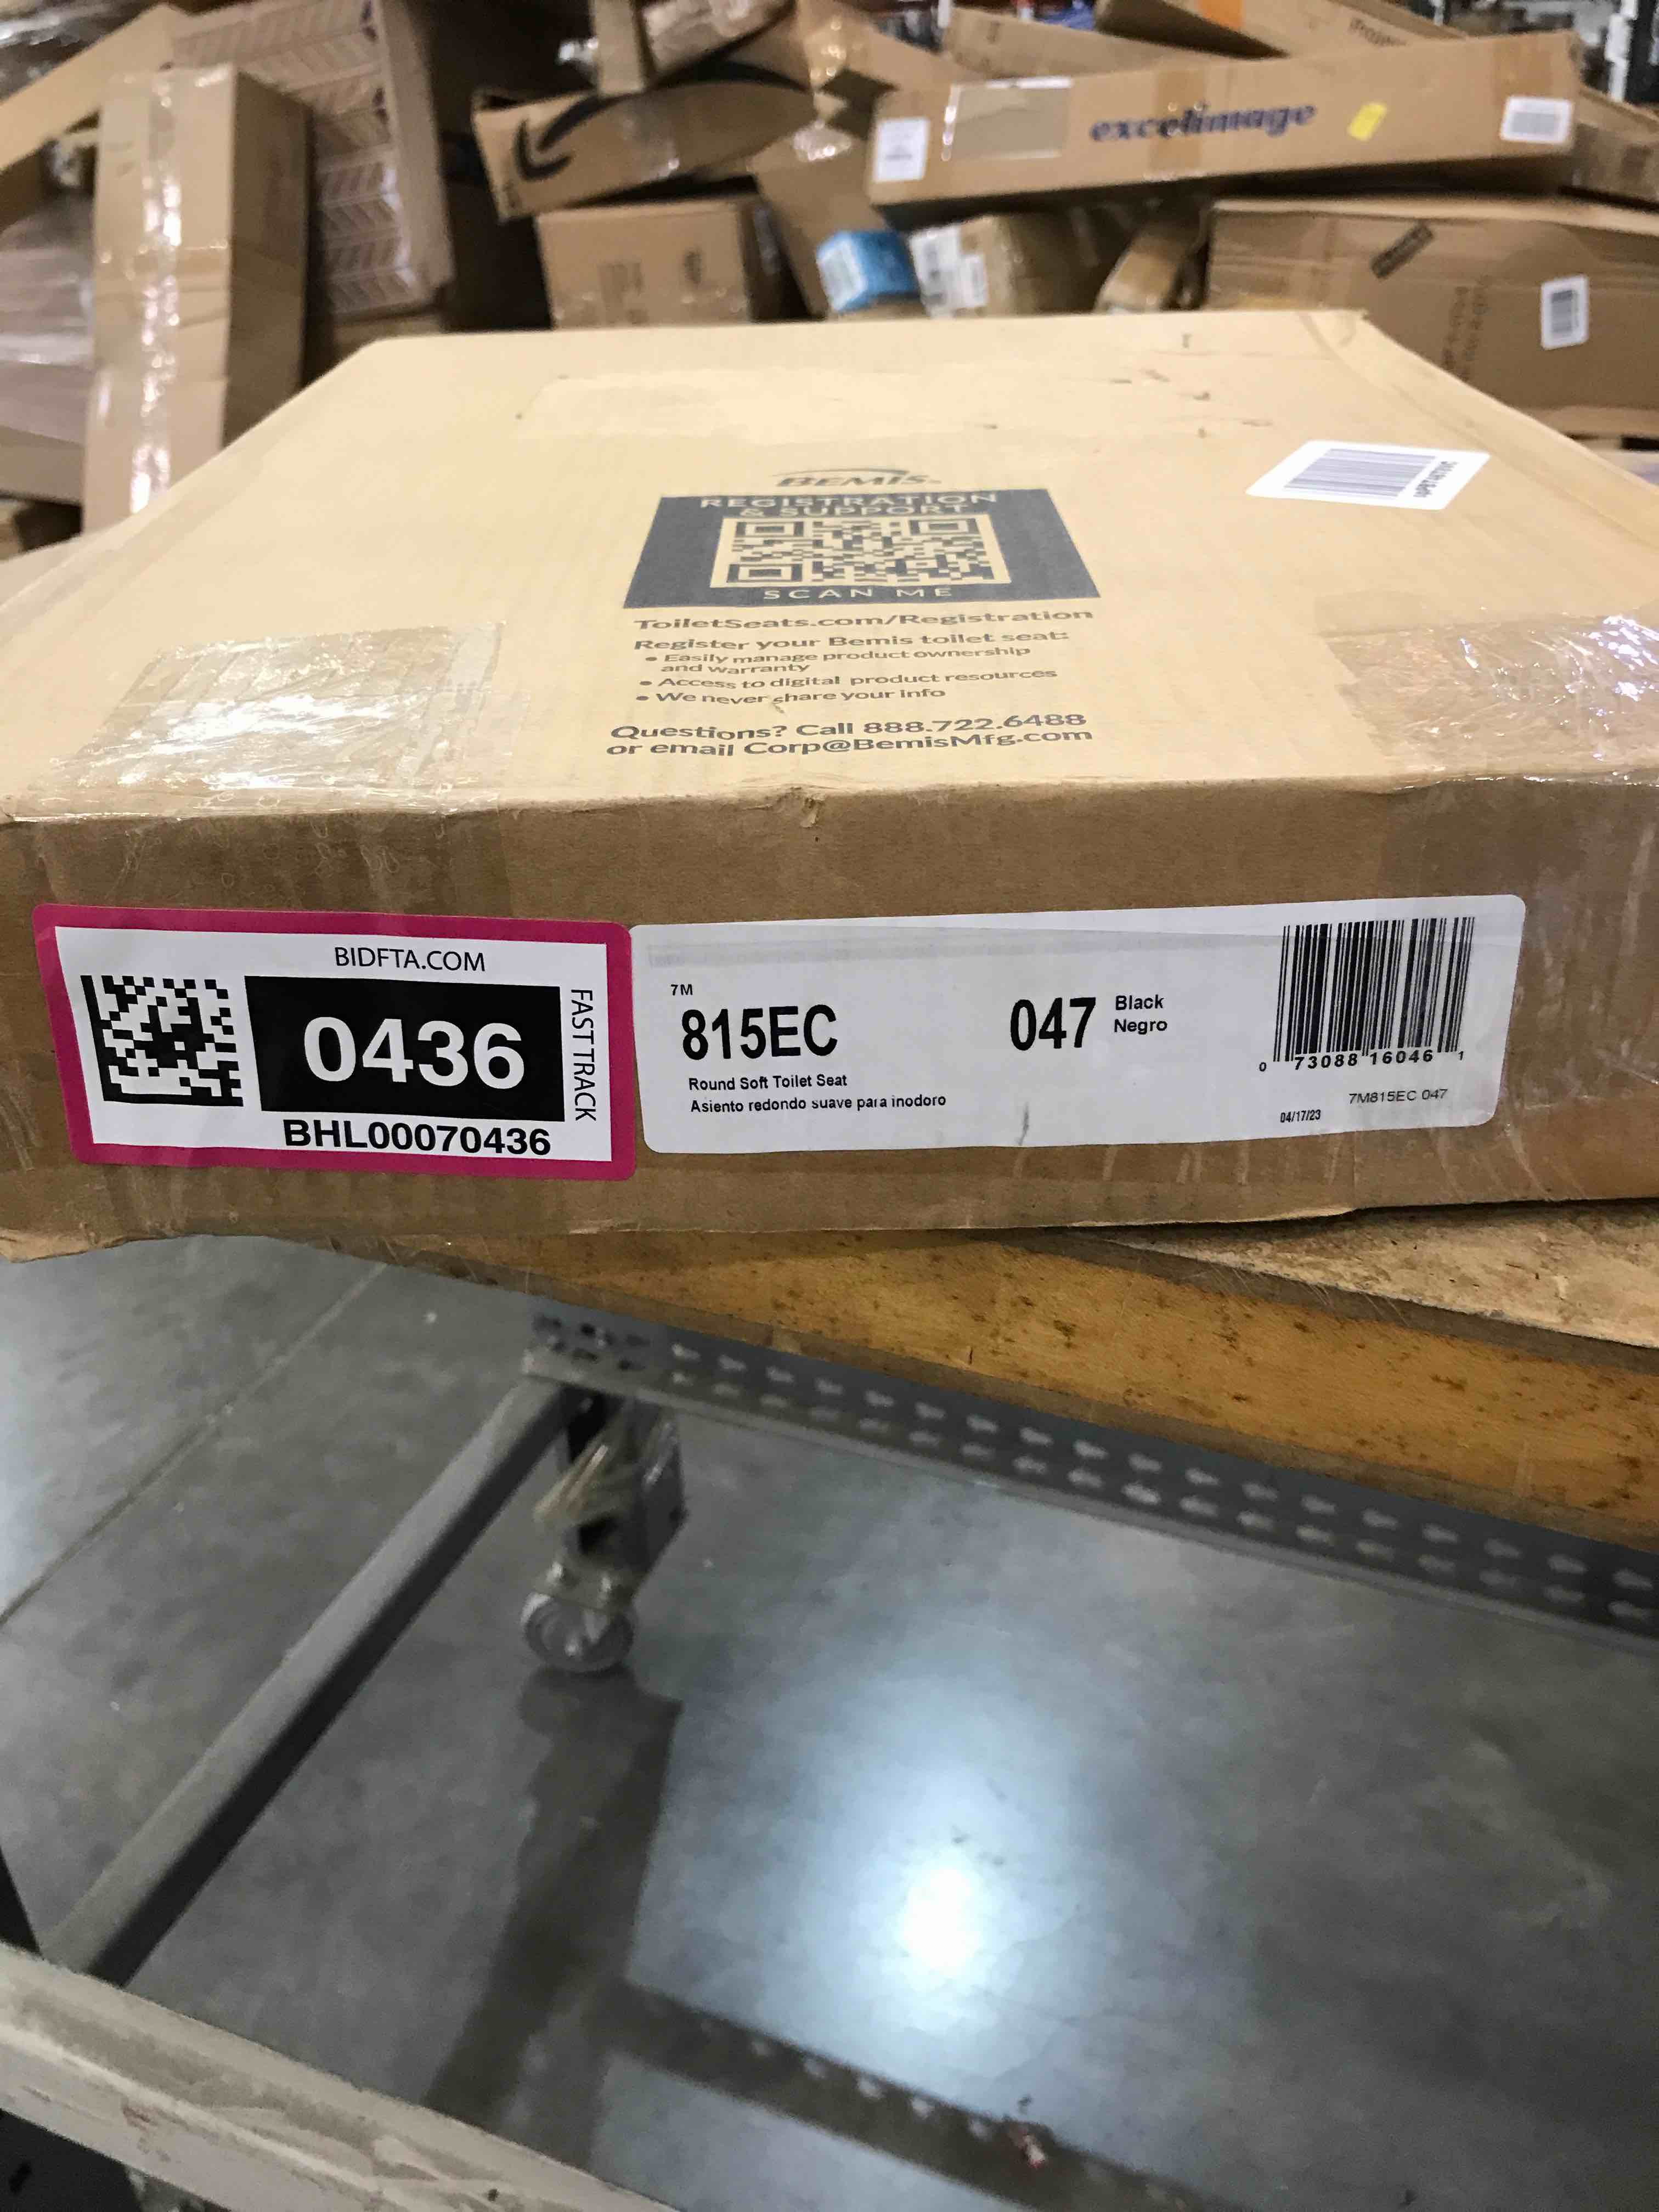 excelimage
BEMIS
REGISTRATION
& SUPPORT
SCAN ME
ToiletSeats.com/Registration
Register your Bemis toilet seat:
• Easily manage product ownership
and warranty
• Access to digital product resources
• We never share your info
Questions? Call 888.722.6488
or email Corp@BemisMfg.com
BIDFTA.COM
0436
FAST TRACK
BHL00070436
7M
815EC
047
Black
Negro
Round Soft Toilet Seat
Asiento redondo suave para inodoro
0 73088 16046 1
7M815EC 047
04/17/23